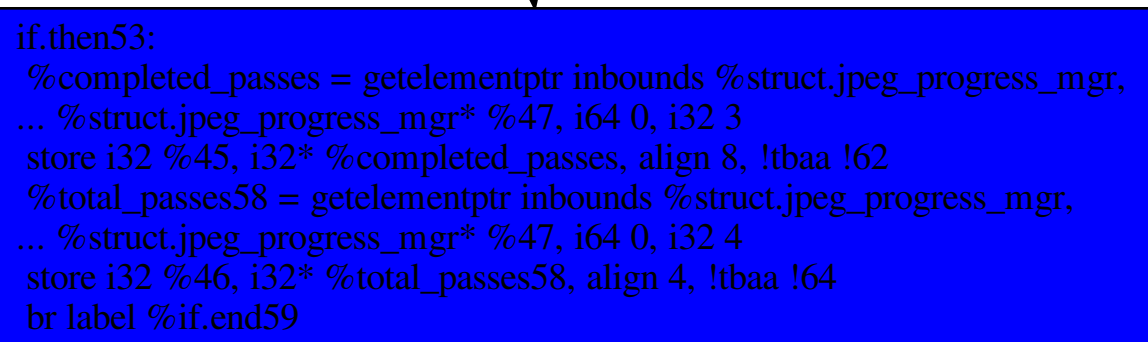 if.then53:
%completed_passes = getelementptr inbounds %struct.jpeg_progress_mgr,
... %struct.jpeg_progress_mgr* %47, i64 0, i32 3
store i32 %45, i32* %completed_passes, align 8, !tbaa !62
%total_passes58 = getelementptr inbounds %struct.jpeg_progress_mgr,
... %struct.jpeg_progress_mgr* %47, i64 0, i32 4
store i32 %46, i32* %total_passes58, align 4, !tbaa !64
br label %if.end59